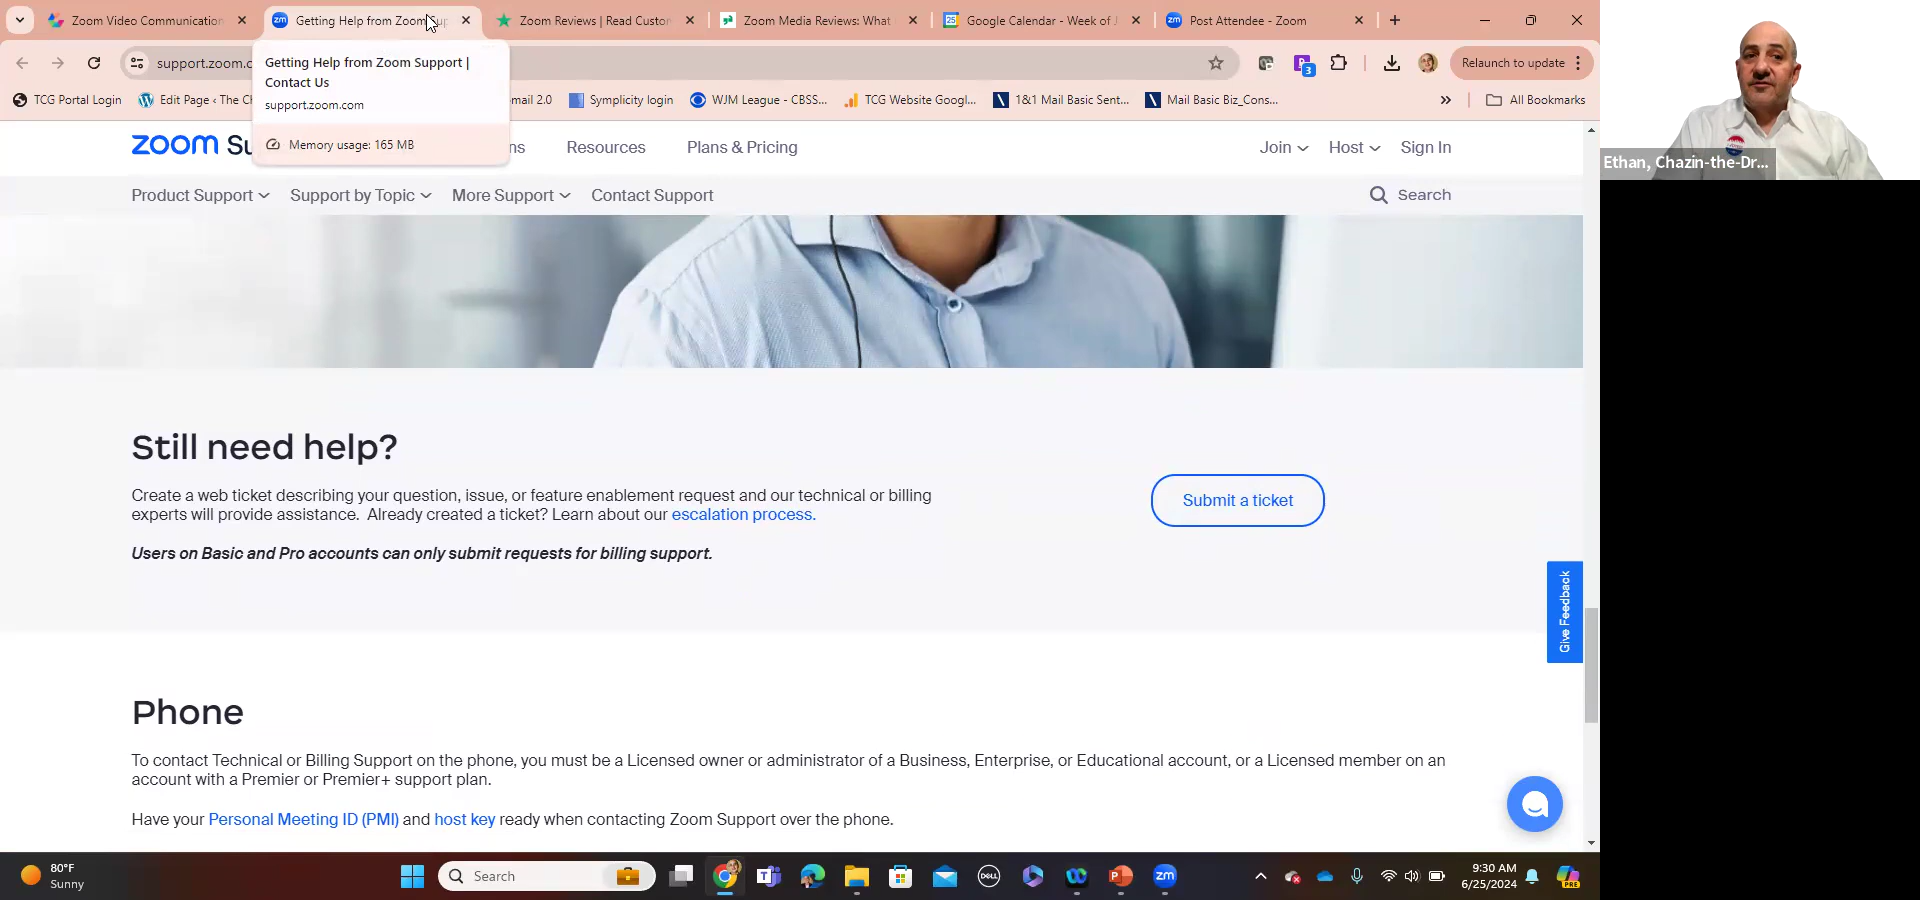 Zoom Video Communication
Getting Help from Zoom Sup
Zoom Reviews | Read Custon
Zoom Media Reviews: What
Google Calendar - Week of J
Post Attendee - Zoom
support.zoom.c
3
Relaunch to update
Getting Help from Zoom Support |
Contact Us
support.zoom.com
Memory usage: 165 MB
TCG Portal Login
Edit Page ‹ The Ch
email 2.0
Symplicity login
WJM League - CBSS...
TCG Website Googl...
1&1 Mail Basic Sent...
Mail Basic Biz_Cons...
All Bookmarks
zoom Su
ns
Resources
Plans & Pricing
Join
Host
Sign In
Product Support
Support by Topic
More Support
Contact Support
Search
Still need help?
Create a web ticket describing your question, issue, or feature enablement request and our technical or billing
experts will provide assistance. Already created a ticket? Learn about our escalation process.
Submit a ticket
Users on Basic and Pro accounts can only submit requests for billing support.
Give Feedback
Phone
To contact Technical or Billing Support on the phone, you must be a Licensed owner or administrator of a Business, Enterprise, or Educational account, or a Licensed member on an
account with a Premier or Premier+ support plan.
Have your Personal Meeting ID (PMI) and host key ready when contacting Zoom Support over the phone.
Ethan, Chazin-the-Dr...
80°F
Sunny
Search
DELL
zm
9:30 AM
6/25/2024
PRE